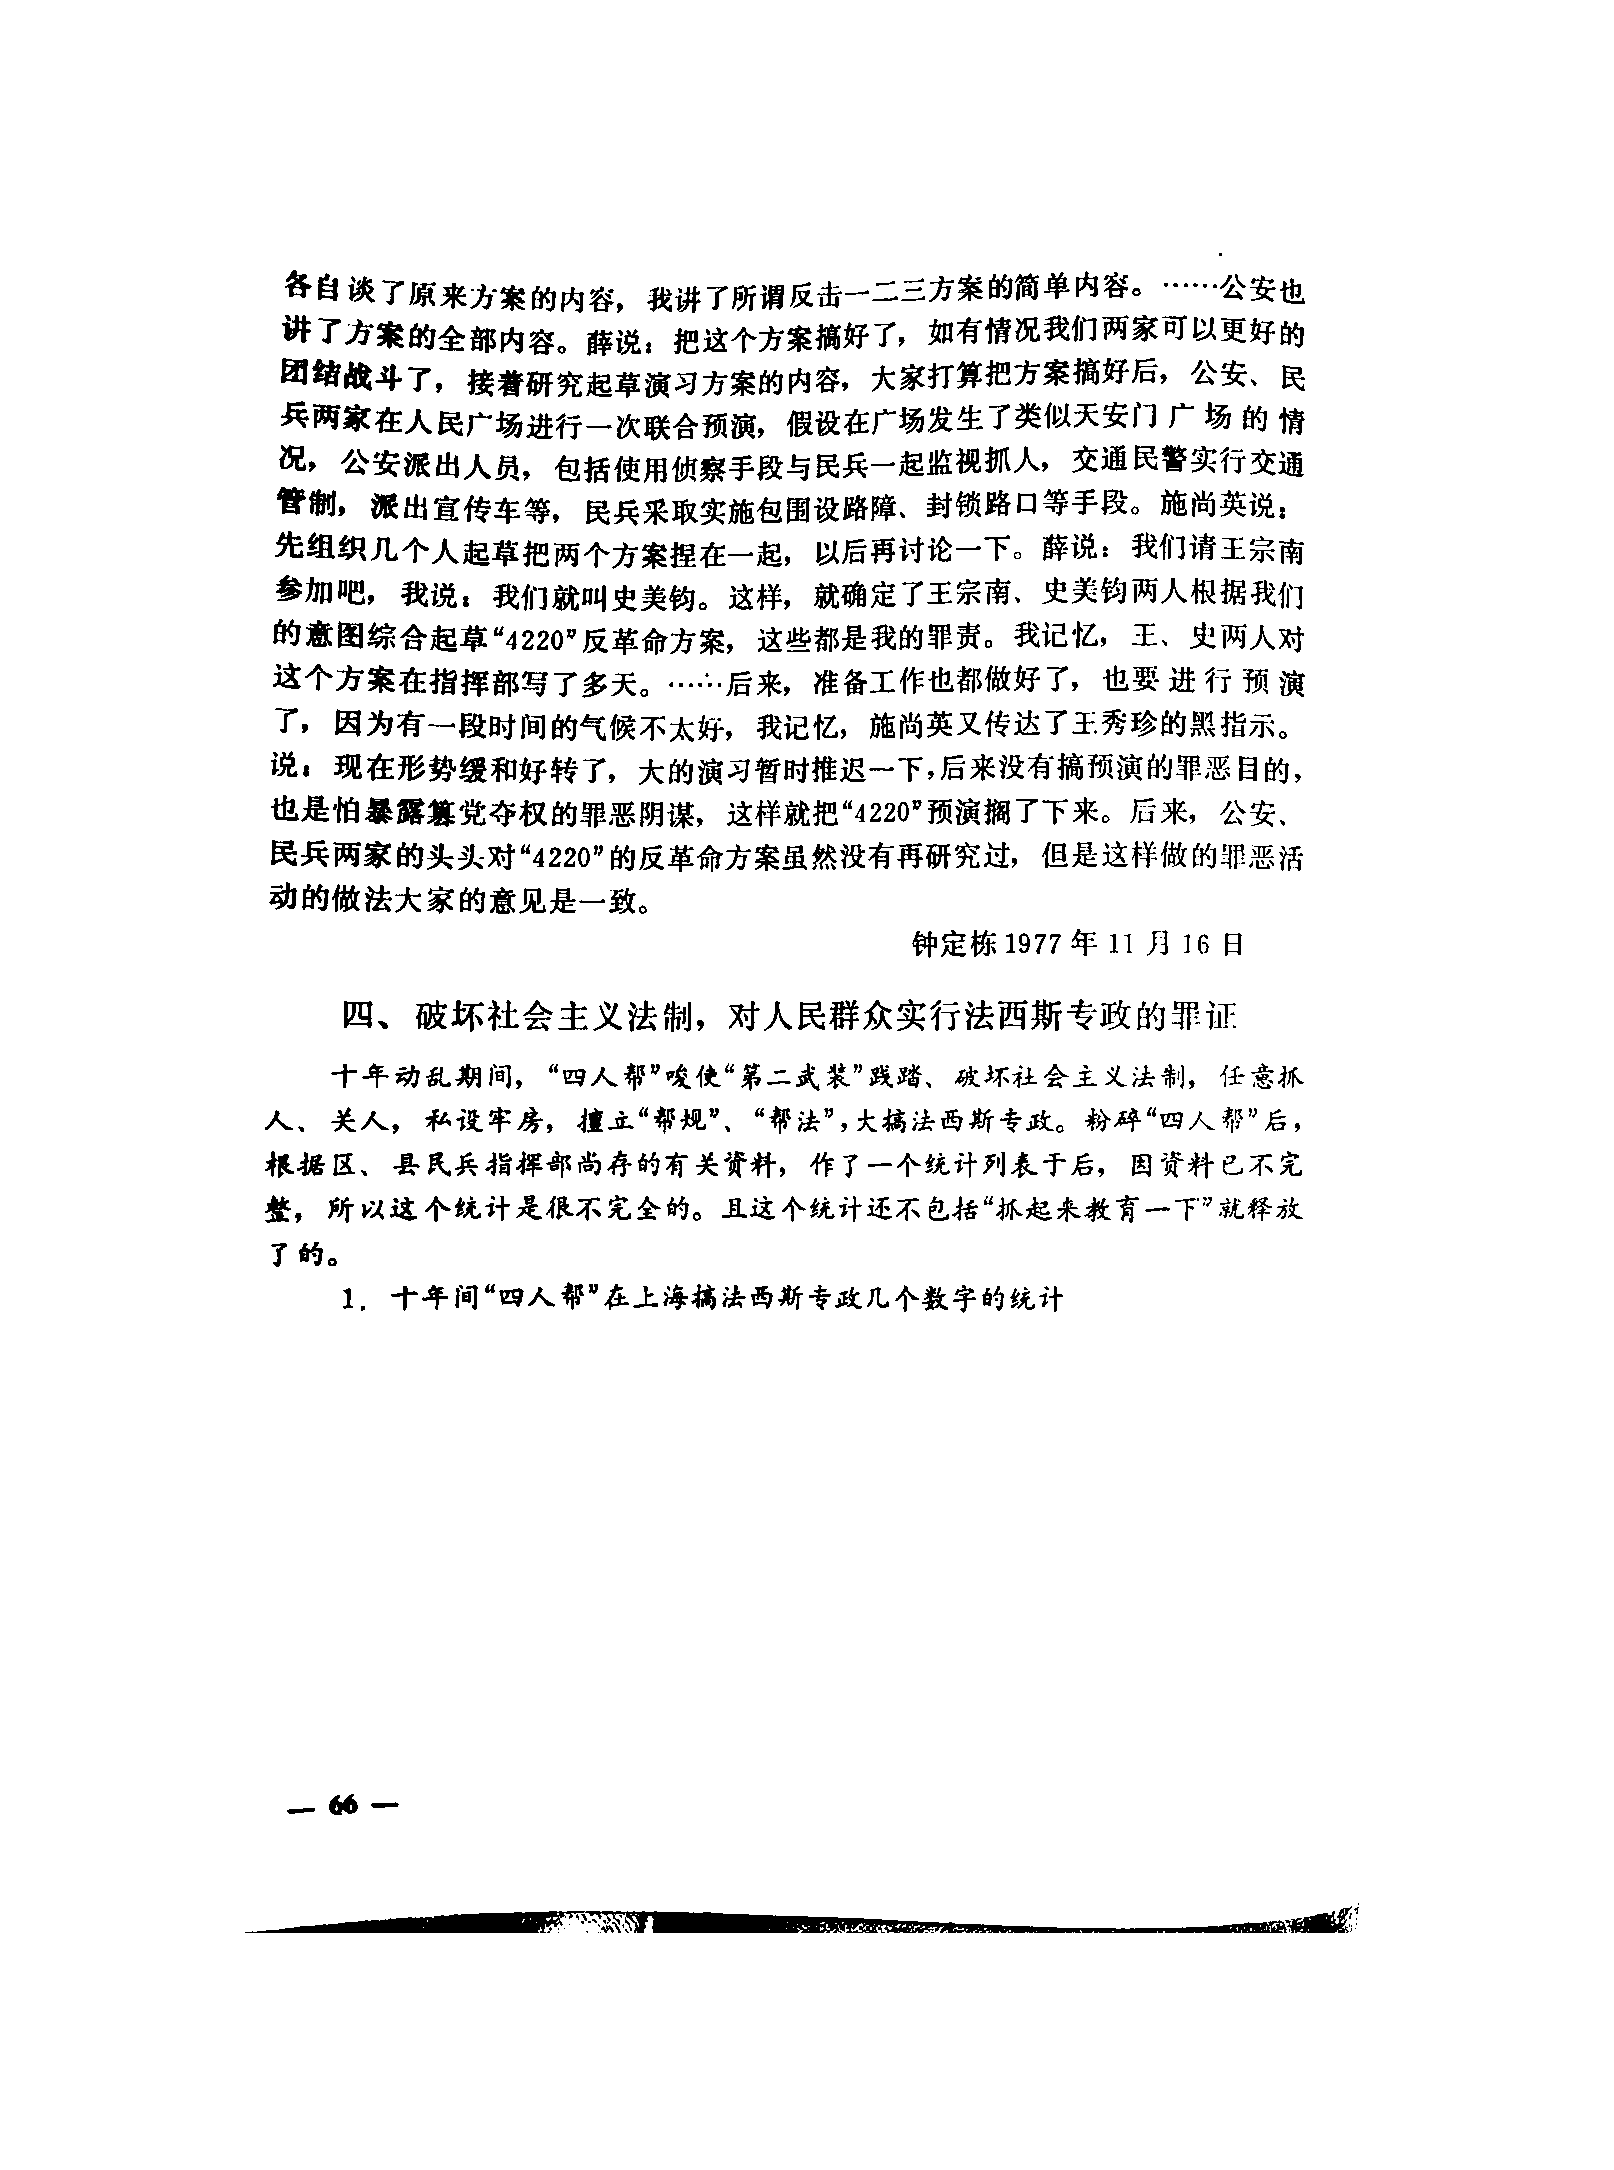 各自谈了原来方案的内容，我讲了所谓反击一二三方案的简单内容。……公安也
讲了方案的全部内容。薛说：把这个方案搞好了，如有情况我们两家可以更好的
团结战斗了，接着研究起草演习方案的内容，大家打算把方案搞好后，公安、民
兵两家在人民广场进行一次联合预演，假设在广场发生了类似天安门广场的情
况，公安派出人员，包括使用侦察手段与民兵一起监视抓人，交通民警实行交通
管制，派出宣传车等，民兵采取实施包围设路障、封锁路口等手段。施尚英说：
先组织几个人起草把两个方案捏在一起，以后再讨论一下。薛说：我们请王宗南
参加吧，我说：我们就叫史美钧。这样，就确定了王宗南、史美钧两人根据我们
的意图综合起草“4220”反革命方案，这些都是我的罪责。我记忆，王、史两人对
这个方案在指挥部写了多天。……后来，准备工作也都做好了，也要进行预演
了，因为有一段时间的气候不太好，我记忆，施尚英又传达了王秀珍的黑指示。
说：现在形势缓和好转了，大的演习暂时推迟一下，后来没有搞预演的罪恶目的，
也是怕暴露篡党夺权的罪恶阴谋，这样就把“4220”预演搁了下来。后来，公安、
民兵两家的头头对“4220”的反革命方案虽然没有再研究过，但是这样做的罪恶活
动的做法大家的意见是一致。
钟定栋1977年11月16日
四、破坏社会主义法制，对人民群众实行法西斯专政的罪证
十年动乱期间，“四人帮”唆使“第二武装”践踏、破坏社会主义法制，任意抓
人、关人，私设牢房，擅立“帮规”、“帮法”，大搞法西斯专政。粉碎“四人帮”后，
根据区、县民兵指挥部尚存的有关资料，作了一个统计列表于后，因资料已不完
整，所以这个统计是很不完全的。且这个统计还不包括“抓起来教育一下”就释放
了的。
1．十年间“四人帮”在上海搞法西斯专政几个数字的统计
— 66 —